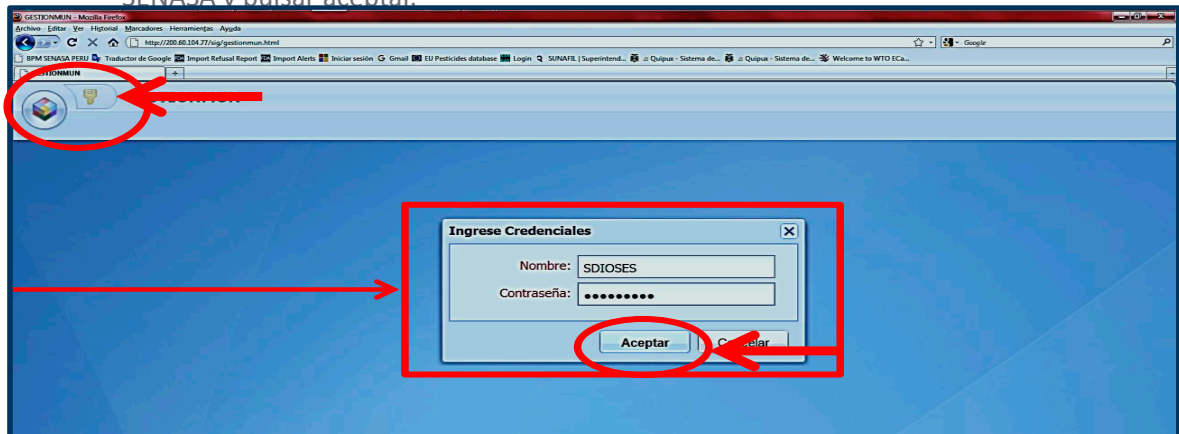 SENASA y pulsar aceptar.
GESTIONMUN - Mozilla Firefox
Archivo Editar Ver Historial Marcadores Herramientas Ayuda
http://200.60.104.77/sig/gestionmun.html
Google
BPM SENASA PERU Traductor de Google Import Refusal Report Import Alerts Iniciar sesión Gmail EU Pesticides database Login SUNAFIL | Superintend... :: Quipux - Sistema de... :: Quipux - Sistema de... Welcome to WTO ECa...
GESTIONMUN
Ingrese Credenciales
Nombre: SDIOSES
Contraseña: •••••••••
Aceptar Cancelar